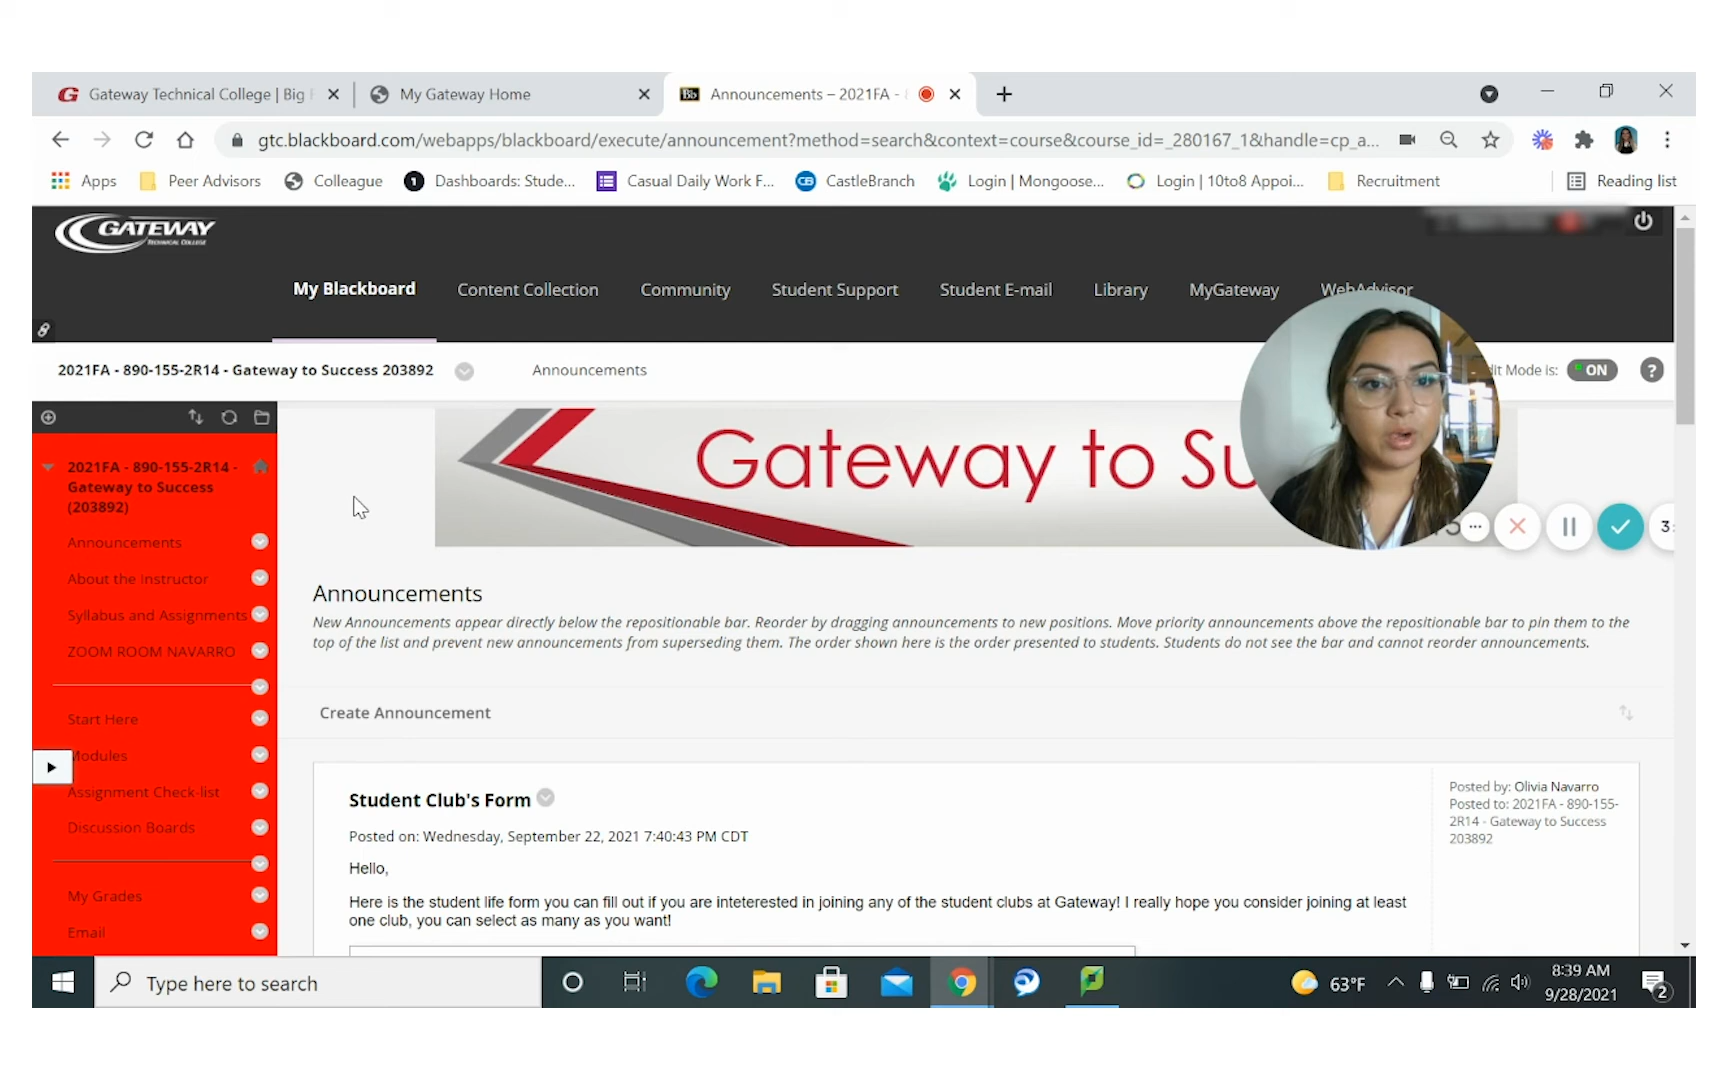 Gateway Technical College | Big
My Gateway Home
Announcements – 2021FA -
gtc.blackboard.com/webapps/blackboard/execute/announcement?method=search&context=course&course_id=_280167_1&handle=cp_a...
Apps
Peer Advisors
Colleague
Dashboards: Stude...
Casual Daily Work F...
CastleBranch
Login | Mongoose...
Login | 10to8 Appoi...
Recruitment
Reading list
GATEWAY
TECHNICAL COLLEGE
My Blackboard
Content Collection
Community
Student Support
Student E-mail
Library
MyGateway
WebAdvisor
2021FA - 890-155-2R14 - Gateway to Success 203892
Announcements
dit Mode is:
ON
?
2021FA - 890-155-2R14 -
Gateway to Success
(203892)
Announcements
About the Instructor
Syllabus and Assignments
ZOOM ROOM NAVARRO
Start Here
Modules
Assignment Check-list
Discussion Boards
My Grades
Email
Gateway to Su
3:
Announcements
New Announcements appear directly below the repositionable bar. Reorder by dragging announcements to new positions. Move priority announcements above the repositionable bar to pin them to the
top of the list and prevent new announcements from superseding them. The order shown here is the order presented to students. Students do not see the bar and cannot reorder announcements.
Create Announcement
Student Club's Form
Posted on: Wednesday, September 22, 2021 7:40:43 PM CDT
Hello,
Here is the student life form you can fill out if you are inteterested in joining any of the student clubs at Gateway! I really hope you consider joining at least
one club, you can select as many as you want!
Posted by: Olivia Navarro
Posted to: 2021FA - 890-155-
2R14 - Gateway to Success
203892
Type here to search
63°F
8:39 AM
9/28/2021
2